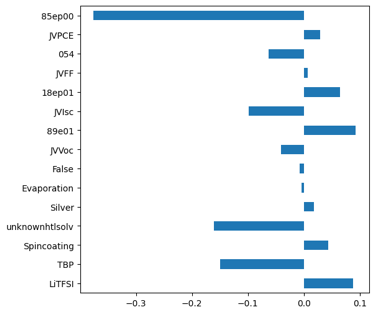 85ep00
JVPCE
054
JVFF
18ep01
JVIsc
89e01
JVVoc
False
Evaporation
Silver
unknownhtlsolv
Spincoating
TBP
LiTFSI
−0.3 −0.2 −0.1 0.0 0.1